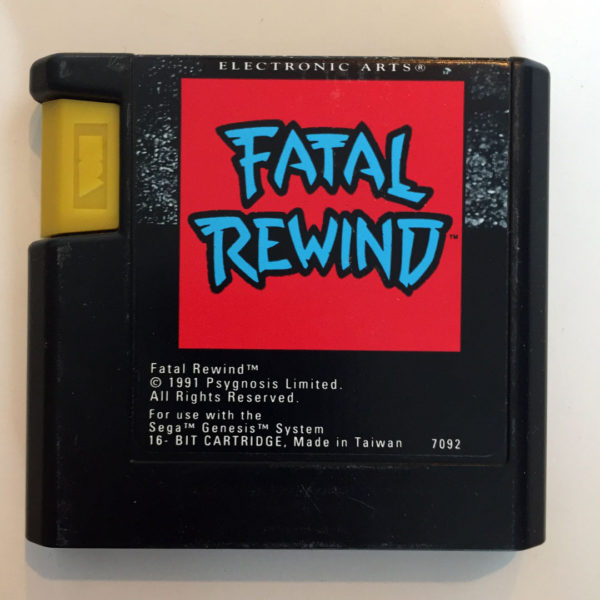 ELECTRONIC ARTS®
FATAL
REWIND™
Fatal Rewind™
© 1991 Psygnosis Limited.
All Rights Reserved.
For use with the
Sega™ Genesis™ System
16- BIT CARTRIDGE, Made in Taiwan 7092